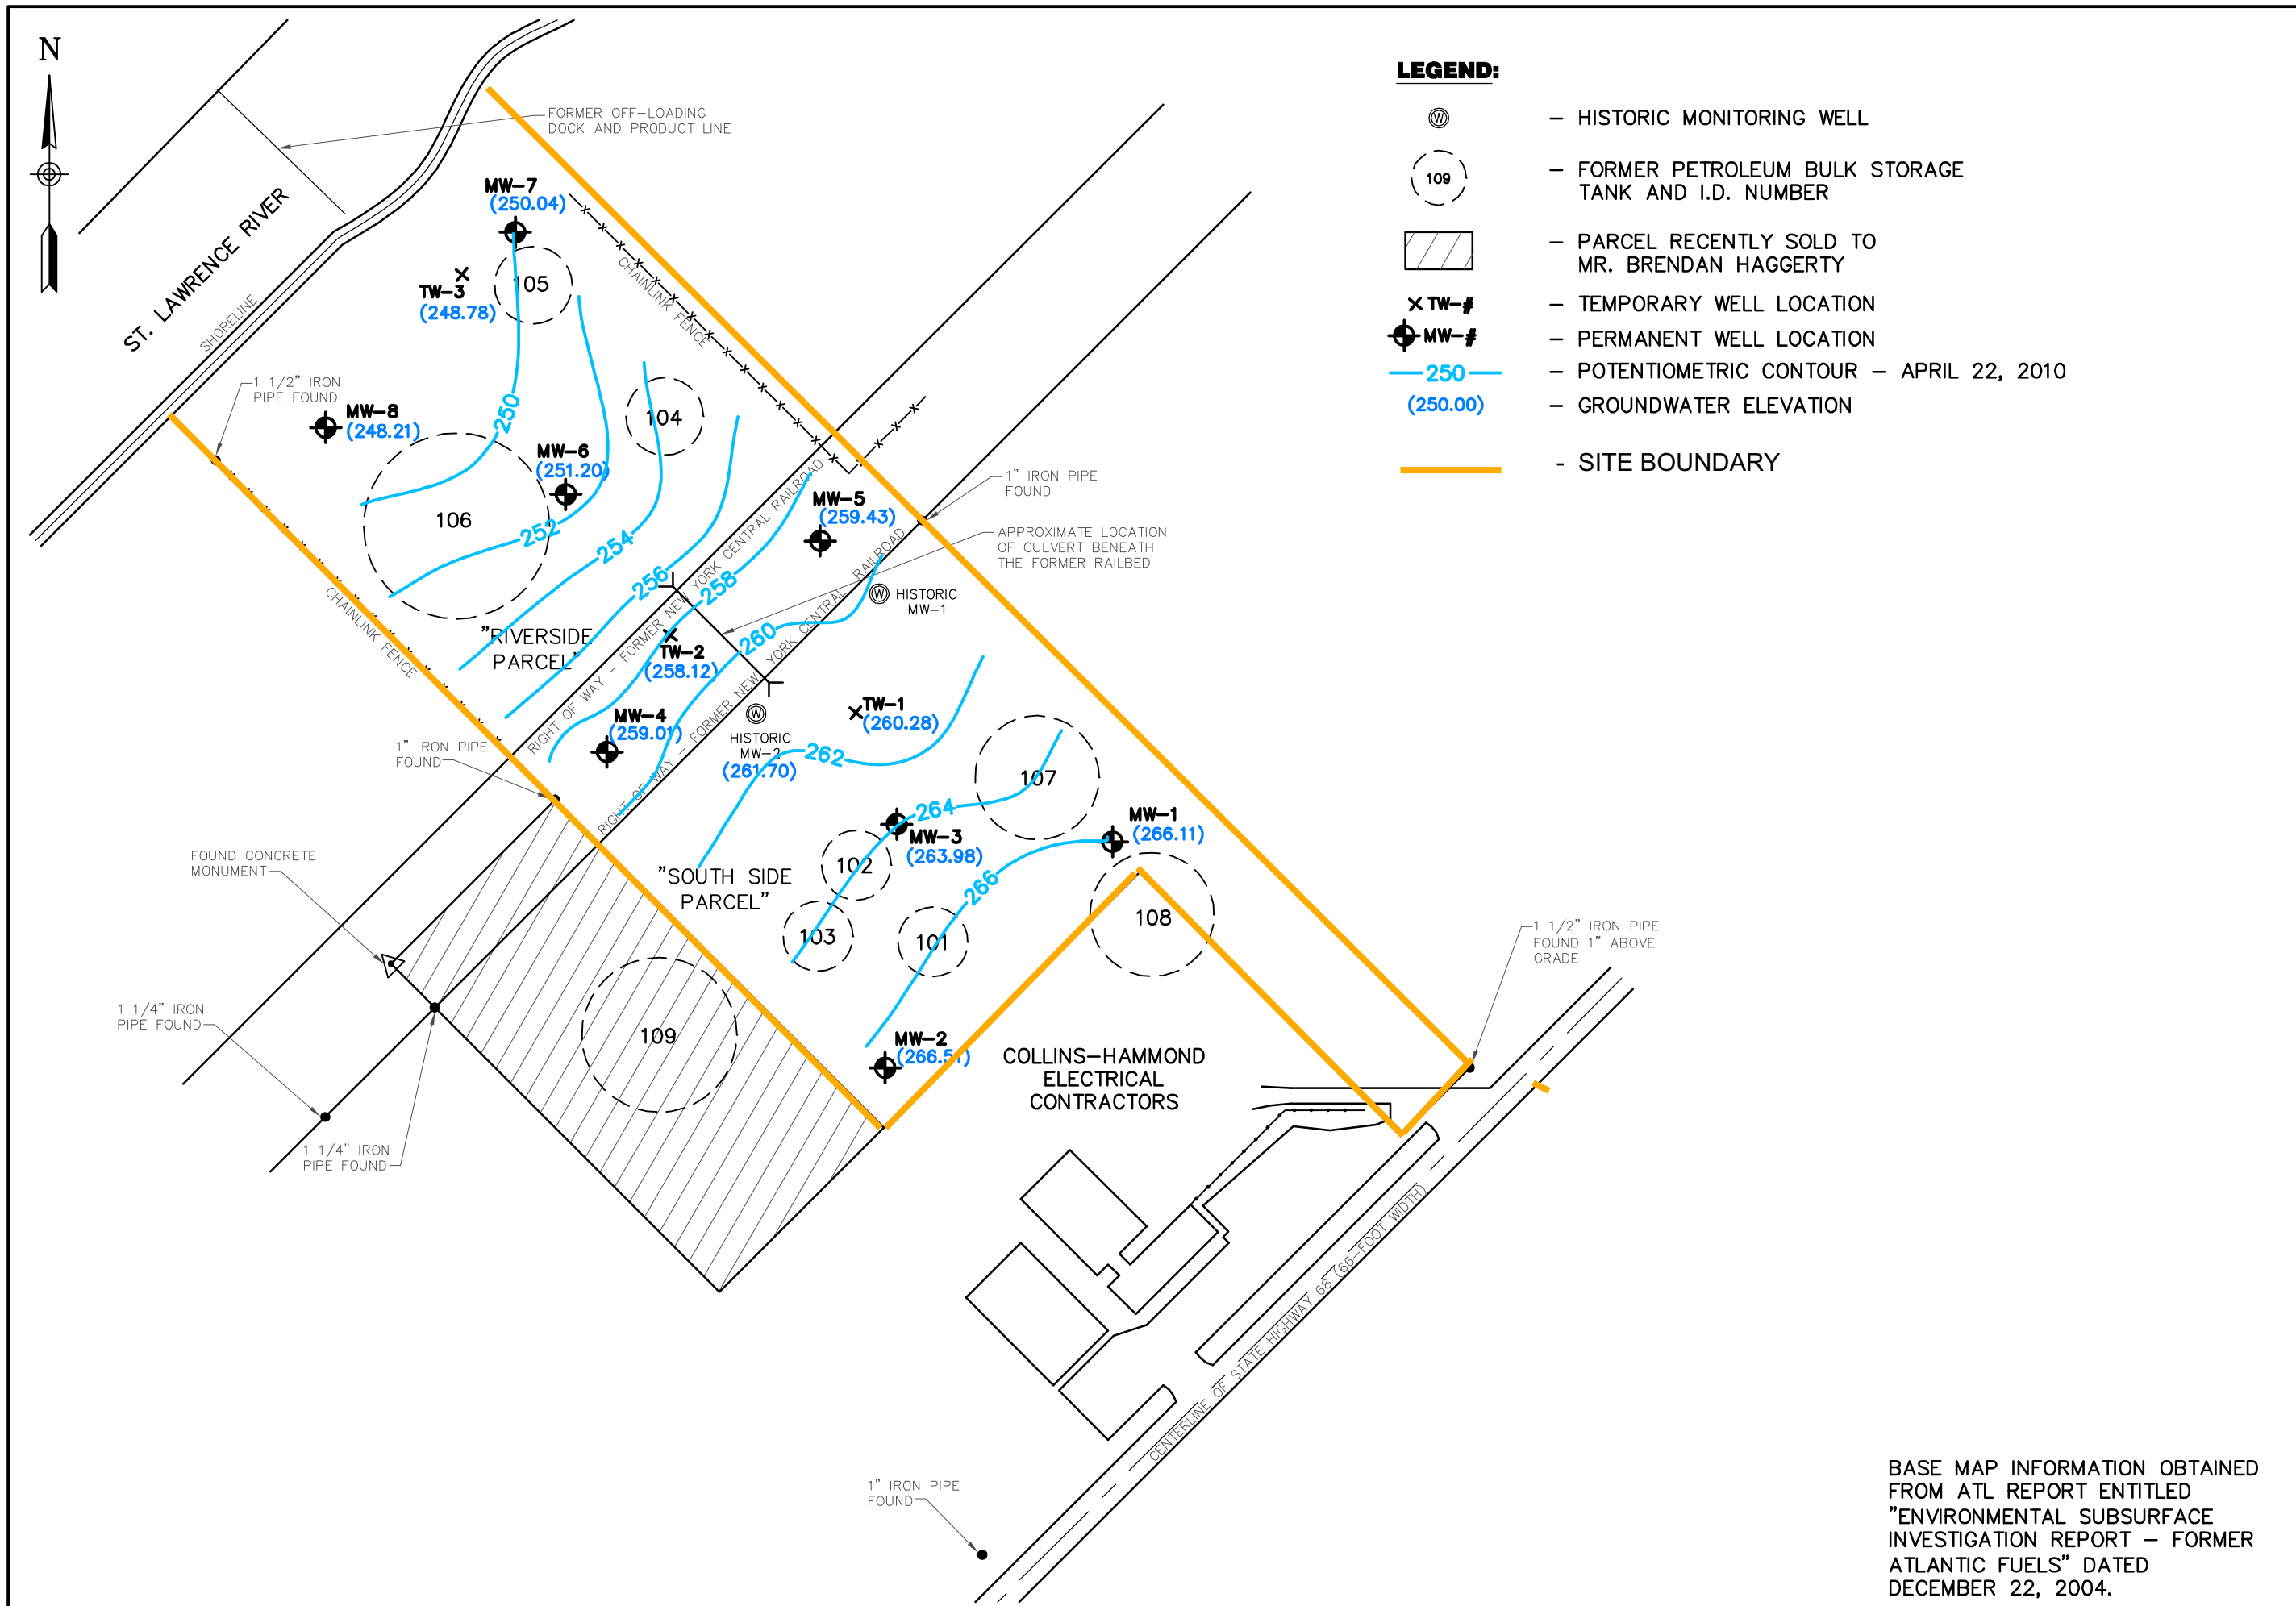 N
FORMER OFF-LOADING
DOCK AND PRODUCT LINE
ST. LAWRENCE RIVER
SHORELINE
MW-7
(250.04)
TW-3
(248.78)
105
CHAINLINK FENCE
1 1/2" IRON
PIPE FOUND
MW-8
(248.21)
250
104
MW-6
(251.20)
106
252
254
256
258
260
MW-5
(259.43)
1" IRON PIPE
FOUND
APPROXIMATE LOCATION
OF CULVERT BENEATH
THE FORMER RAILBED
HISTORIC
MW-1
W
CHAINLINK FENCE
"RIVERSIDE
PARCEL"
RIGHT OF WAY - FORMER NEW YORK CENTRAL RAILROAD
RIGHT OF WAY - FORMER NEW YORK CENTRAL RAILROAD
TW-2
(258.12)
MW-4
(259.01)
W
HISTORIC
MW-2
(261.70)
TW-1
(260.28)
262
1" IRON PIPE
FOUND
107
264
MW-3
(263.98)
MW-1
(266.11)
266
102
103
101
108
"SOUTH SIDE
PARCEL"
FOUND CONCRETE
MONUMENT
1 1/4" IRON
PIPE FOUND
1 1/4" IRON
PIPE FOUND
109
MW-2
(266.51)
COLLINS-HAMMOND
ELECTRICAL
CONTRACTORS
1 1/2" IRON PIPE
FOUND 1" ABOVE
GRADE
CENTERLINE OF STATE HIGHWAY 68 (66-FOOT WIDTH)
1" IRON PIPE
FOUND
LEGEND:
W - HISTORIC MONITORING WELL
109 - FORMER PETROLEUM BULK STORAGE
TANK AND I.D. NUMBER
- PARCEL RECENTLY SOLD TO
MR. BRENDAN HAGGERTY
TW-# - TEMPORARY WELL LOCATION
MW-# - PERMANENT WELL LOCATION
250 - POTENTIOMETRIC CONTOUR - APRIL 22, 2010
(250.00) - GROUNDWATER ELEVATION
- SITE BOUNDARY
BASE MAP INFORMATION OBTAINED
FROM ATL REPORT ENTITLED
"ENVIRONMENTAL SUBSURFACE
INVESTIGATION REPORT - FORMER
ATLANTIC FUELS" DATED
DECEMBER 22, 2004.